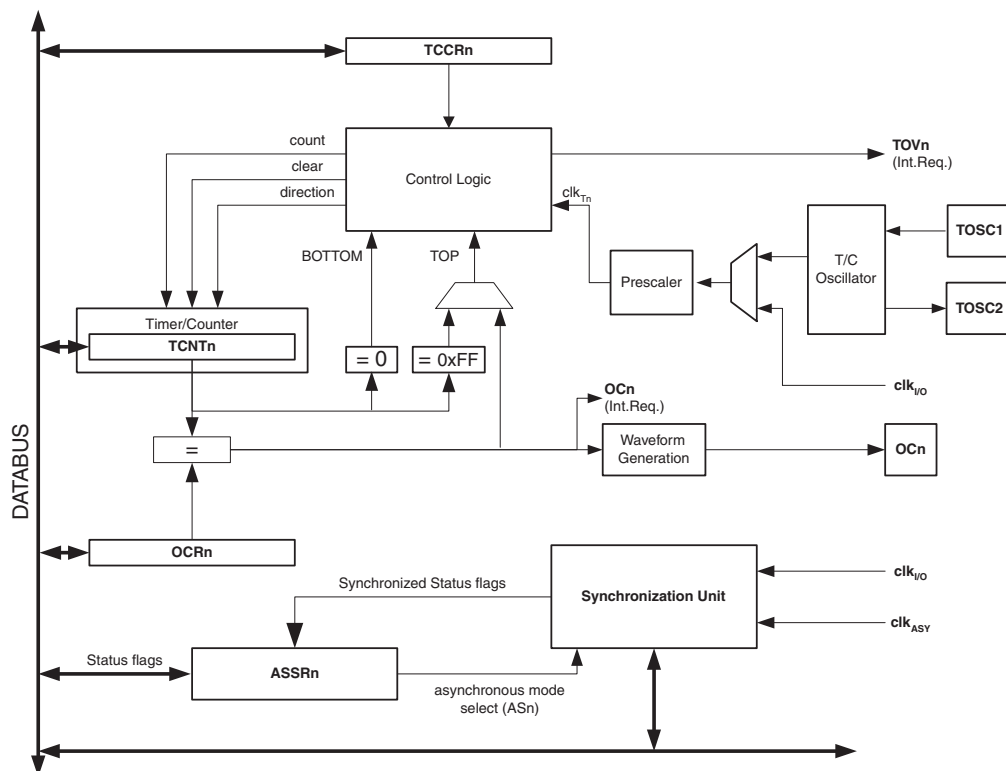 TCCRn
count
clear
direction
Control Logic
TOVn
(Int.Req.)
clkTn
BOTTOM
TOP
Prescaler
T/C
Oscillator
TOSC1
TOSC2
Timer/Counter
TCNTn
= 0
= 0xFF
clkI/O
OCn
(Int.Req.)
=
Waveform
Generation
OCn
DATABUS
OCRn
Synchronized Status flags
Synchronization Unit
clkI/O
clkASY
Status flags
ASSRn
asynchronous mode
select (ASn)